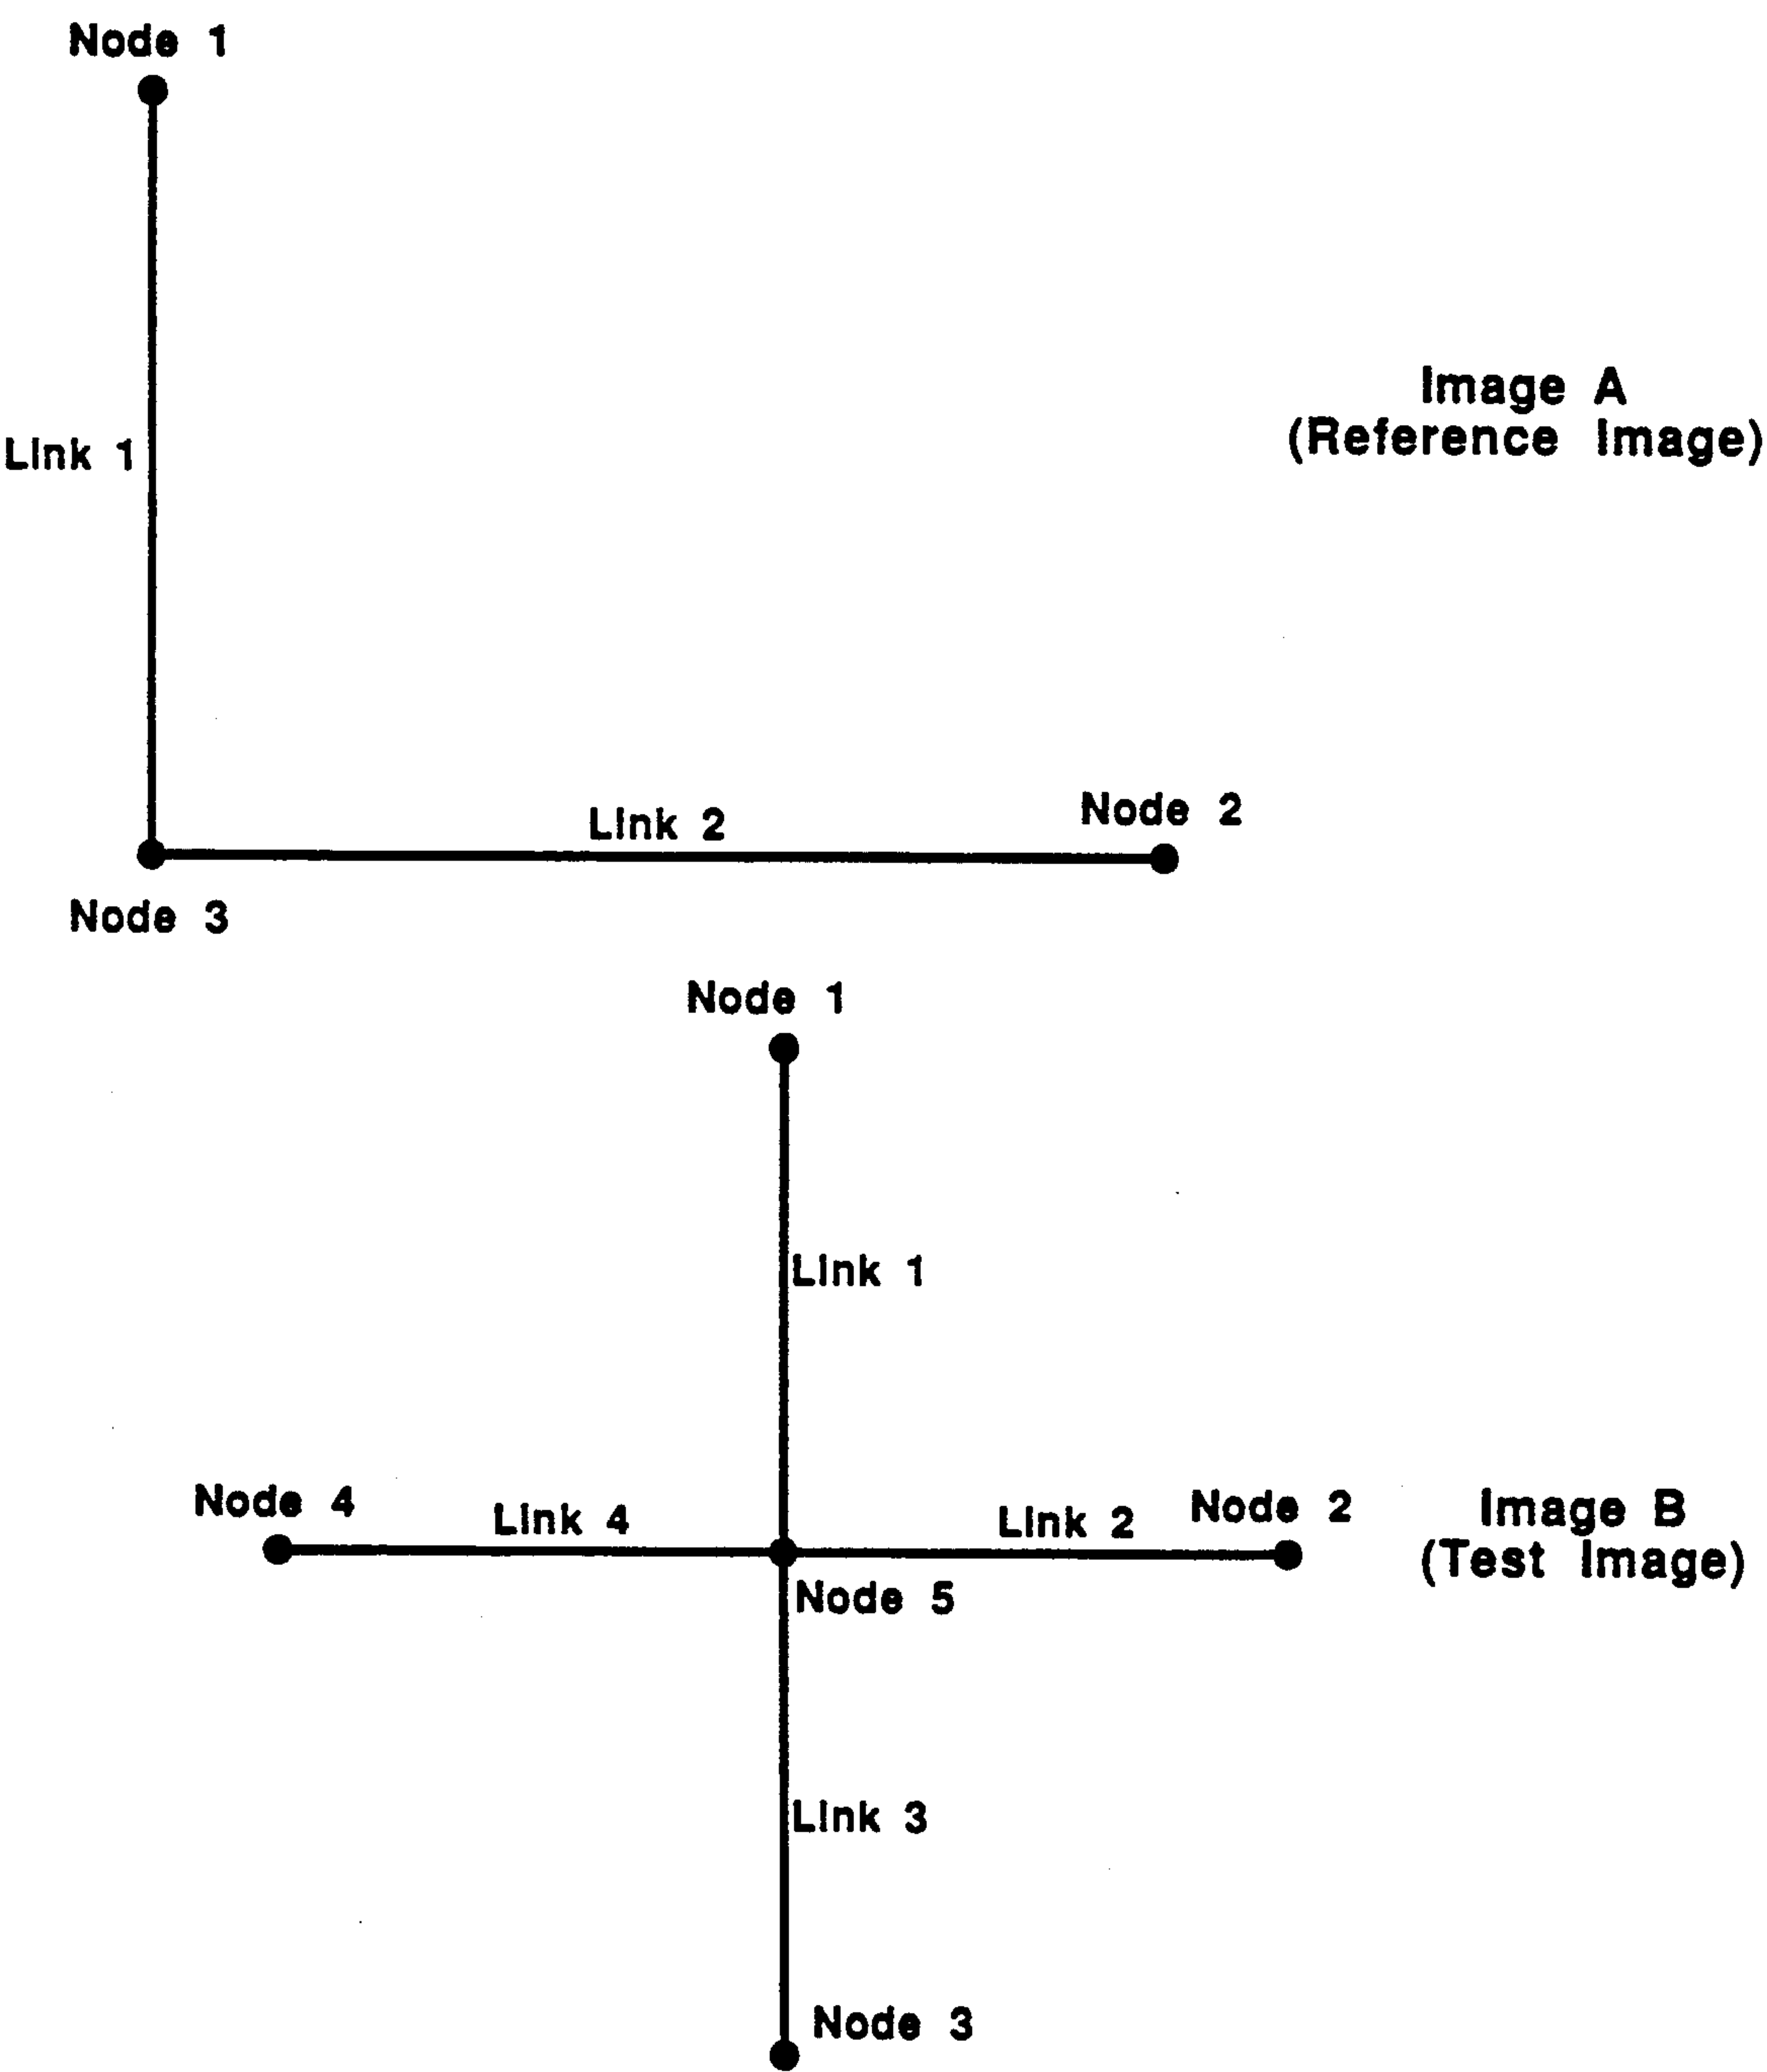 Node 1
Image A
(Reference Image)
Link 1
Link 2
Node 2
Node 3
Node 1
Link 1
Node 4
Link 4
Link 2
Node 2
Image B
(Test Image)
Node 5
Link 3
Node 3